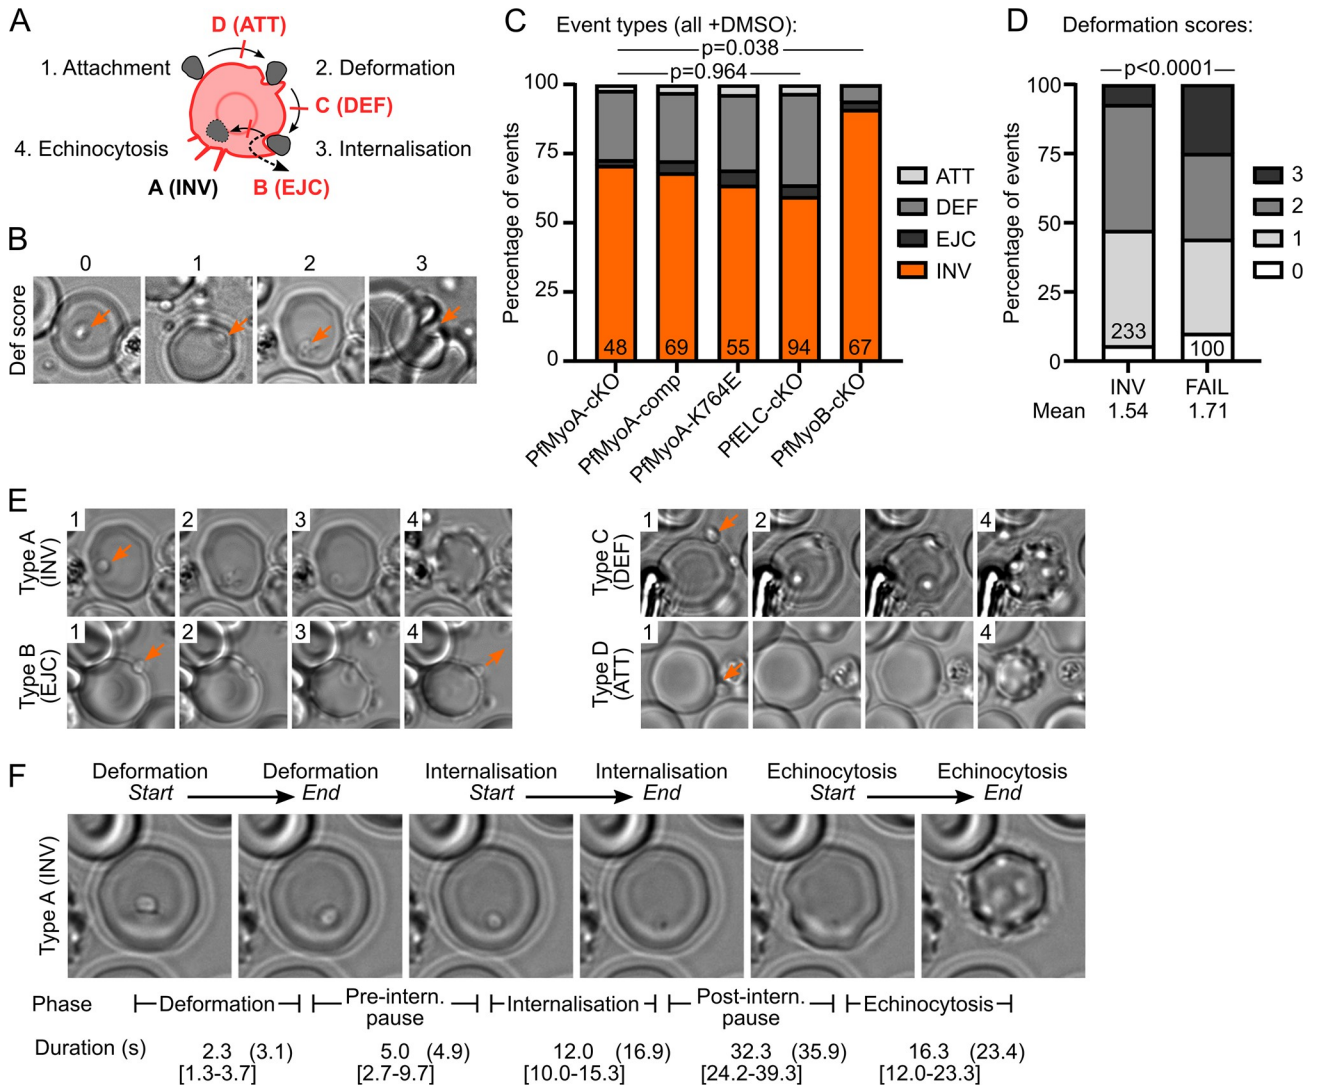 A
D (ATT)
1. Attachment
2. Deformation
C (DEF)
4. Echinocytosis
3. Internalisation
A (INV)
B (EJC)
B
0 1 2 3
Def score
C Event types (all +DMSO):
p=0.038
p=0.964
Percentage of events
100
75
50
25
0
48 69 55 94 67
PfMyoA-cKO
PfMyoA-comp
PfMyoA-K764E
PfELC-cKO
PfMyoB-cKO
ATT
DEF
EJC
INV
D Deformation scores:
p<0.0001
Percentage of events
100
75
50
25
0
233 100
INV FAIL
Mean 1.54 1.71
3
2
1
0
E
Type A
(INV)
1 2 3 4
Type B
(EJC)
1 2 3 4
Type C
(DEF)
1 2 4
Type D
(ATT)
1 4
F
Deformation Deformation Internalisation Internalisation Echinocytosis Echinocytosis
Start End Start End Start End
Type A (INV)
Phase Deformation Pre-intern. pause Internalisation Post-intern. pause Echinocytosis
Duration (s) 2.3 (3.1) 5.0 (4.9) 12.0 (16.9) 32.3 (35.9) 16.3 (23.4)
[1.3-3.7] [2.7-9.7] [10.0-15.3] [24.2-39.3] [12.0-23.3]